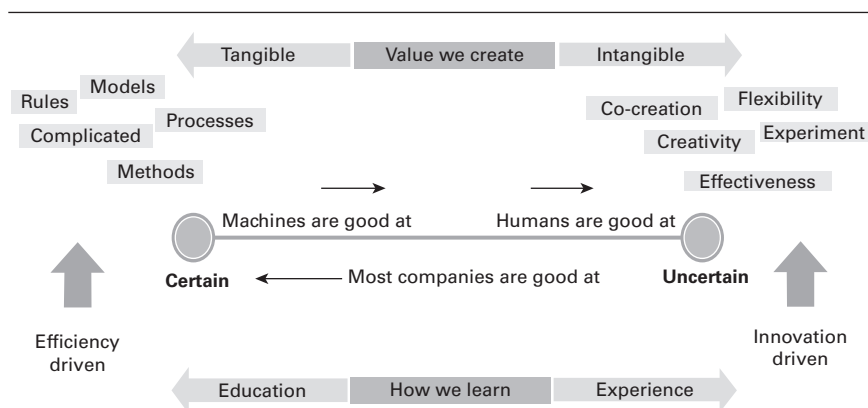 Tangible Value we create Intangible
Models
Rules
Processes
Complicated
Methods
Flexibility
Co-creation
Experiment
Creativity
Effectiveness
Machines are good at Humans are good at
Certain Most companies are good at Uncertain
Efficiency
driven
Innovation
driven
Education How we learn Experience